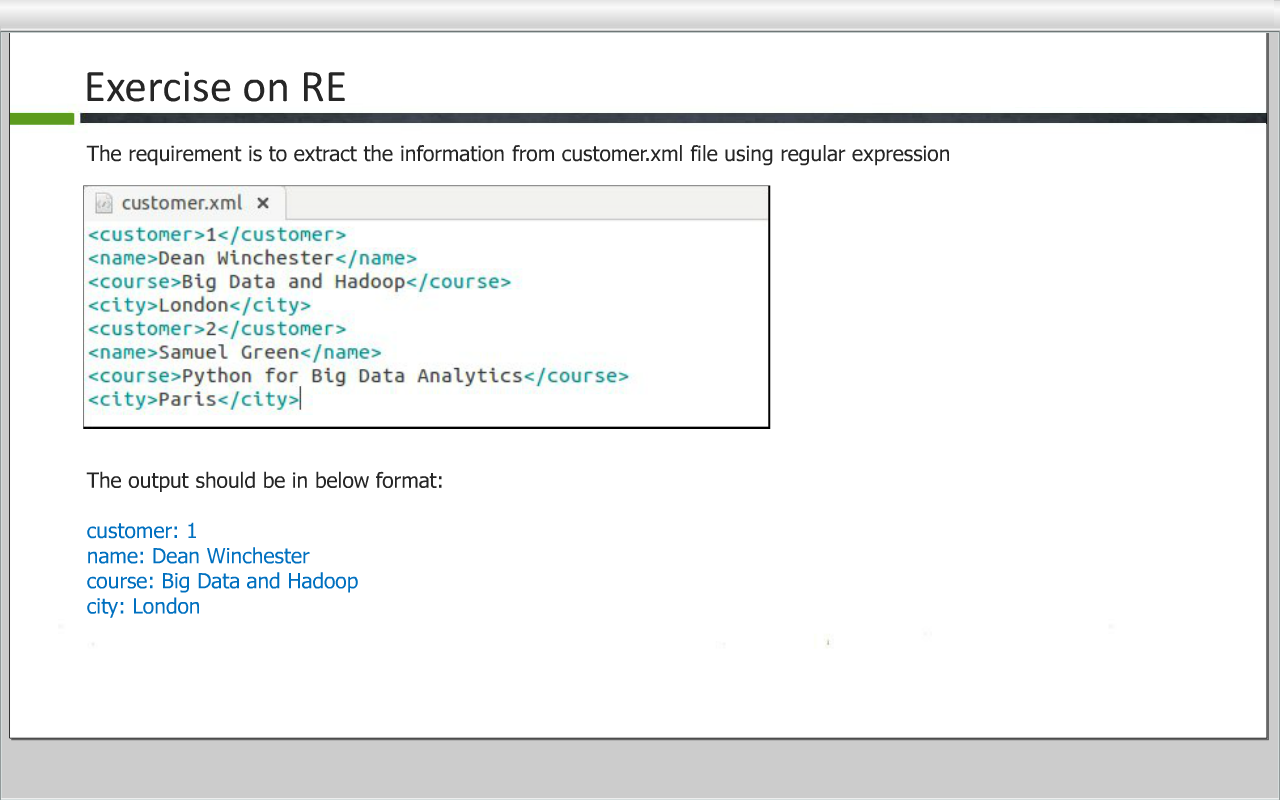 Exercise on RE
The requirement is to extract the information from customer.xml file using regular expression
customer.xml ×
<customer>1</customer>
<name>Dean Winchester</name>
<course>Big Data and Hadoop</course>
<city>London</city>
<customer>2</customer>
<name>Samuel Green</name>
<course>Python for Big Data Analytics</course>
<city>Paris</city>
The output should be in below format:
customer: 1
name: Dean Winchester
course: Big Data and Hadoop
city: London